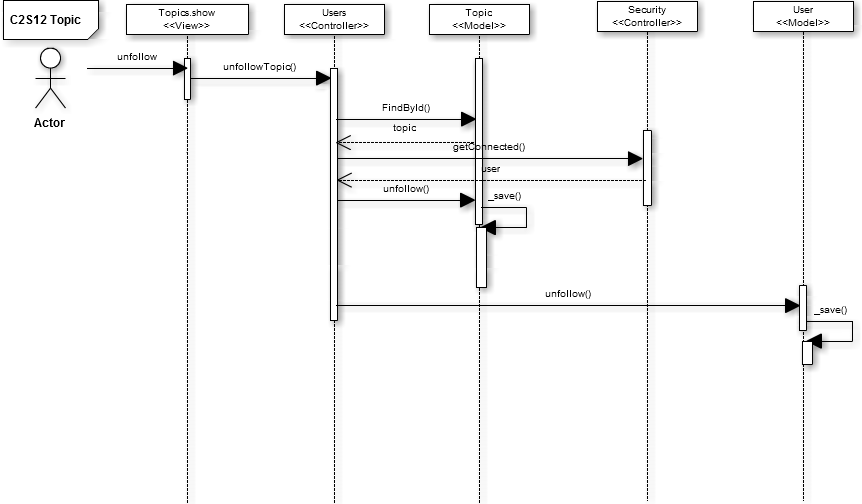 C2S12 Topic
Topics.show
<<View>>
Users
<<Controller>>
Topic
<<Model>>
Security
<<Controller>>
User
<<Model>>
Actor
unfollow
unfollowTopic()
FindById()
topic
getConnected()
user
unfollow()
_save()
unfollow()
_save()